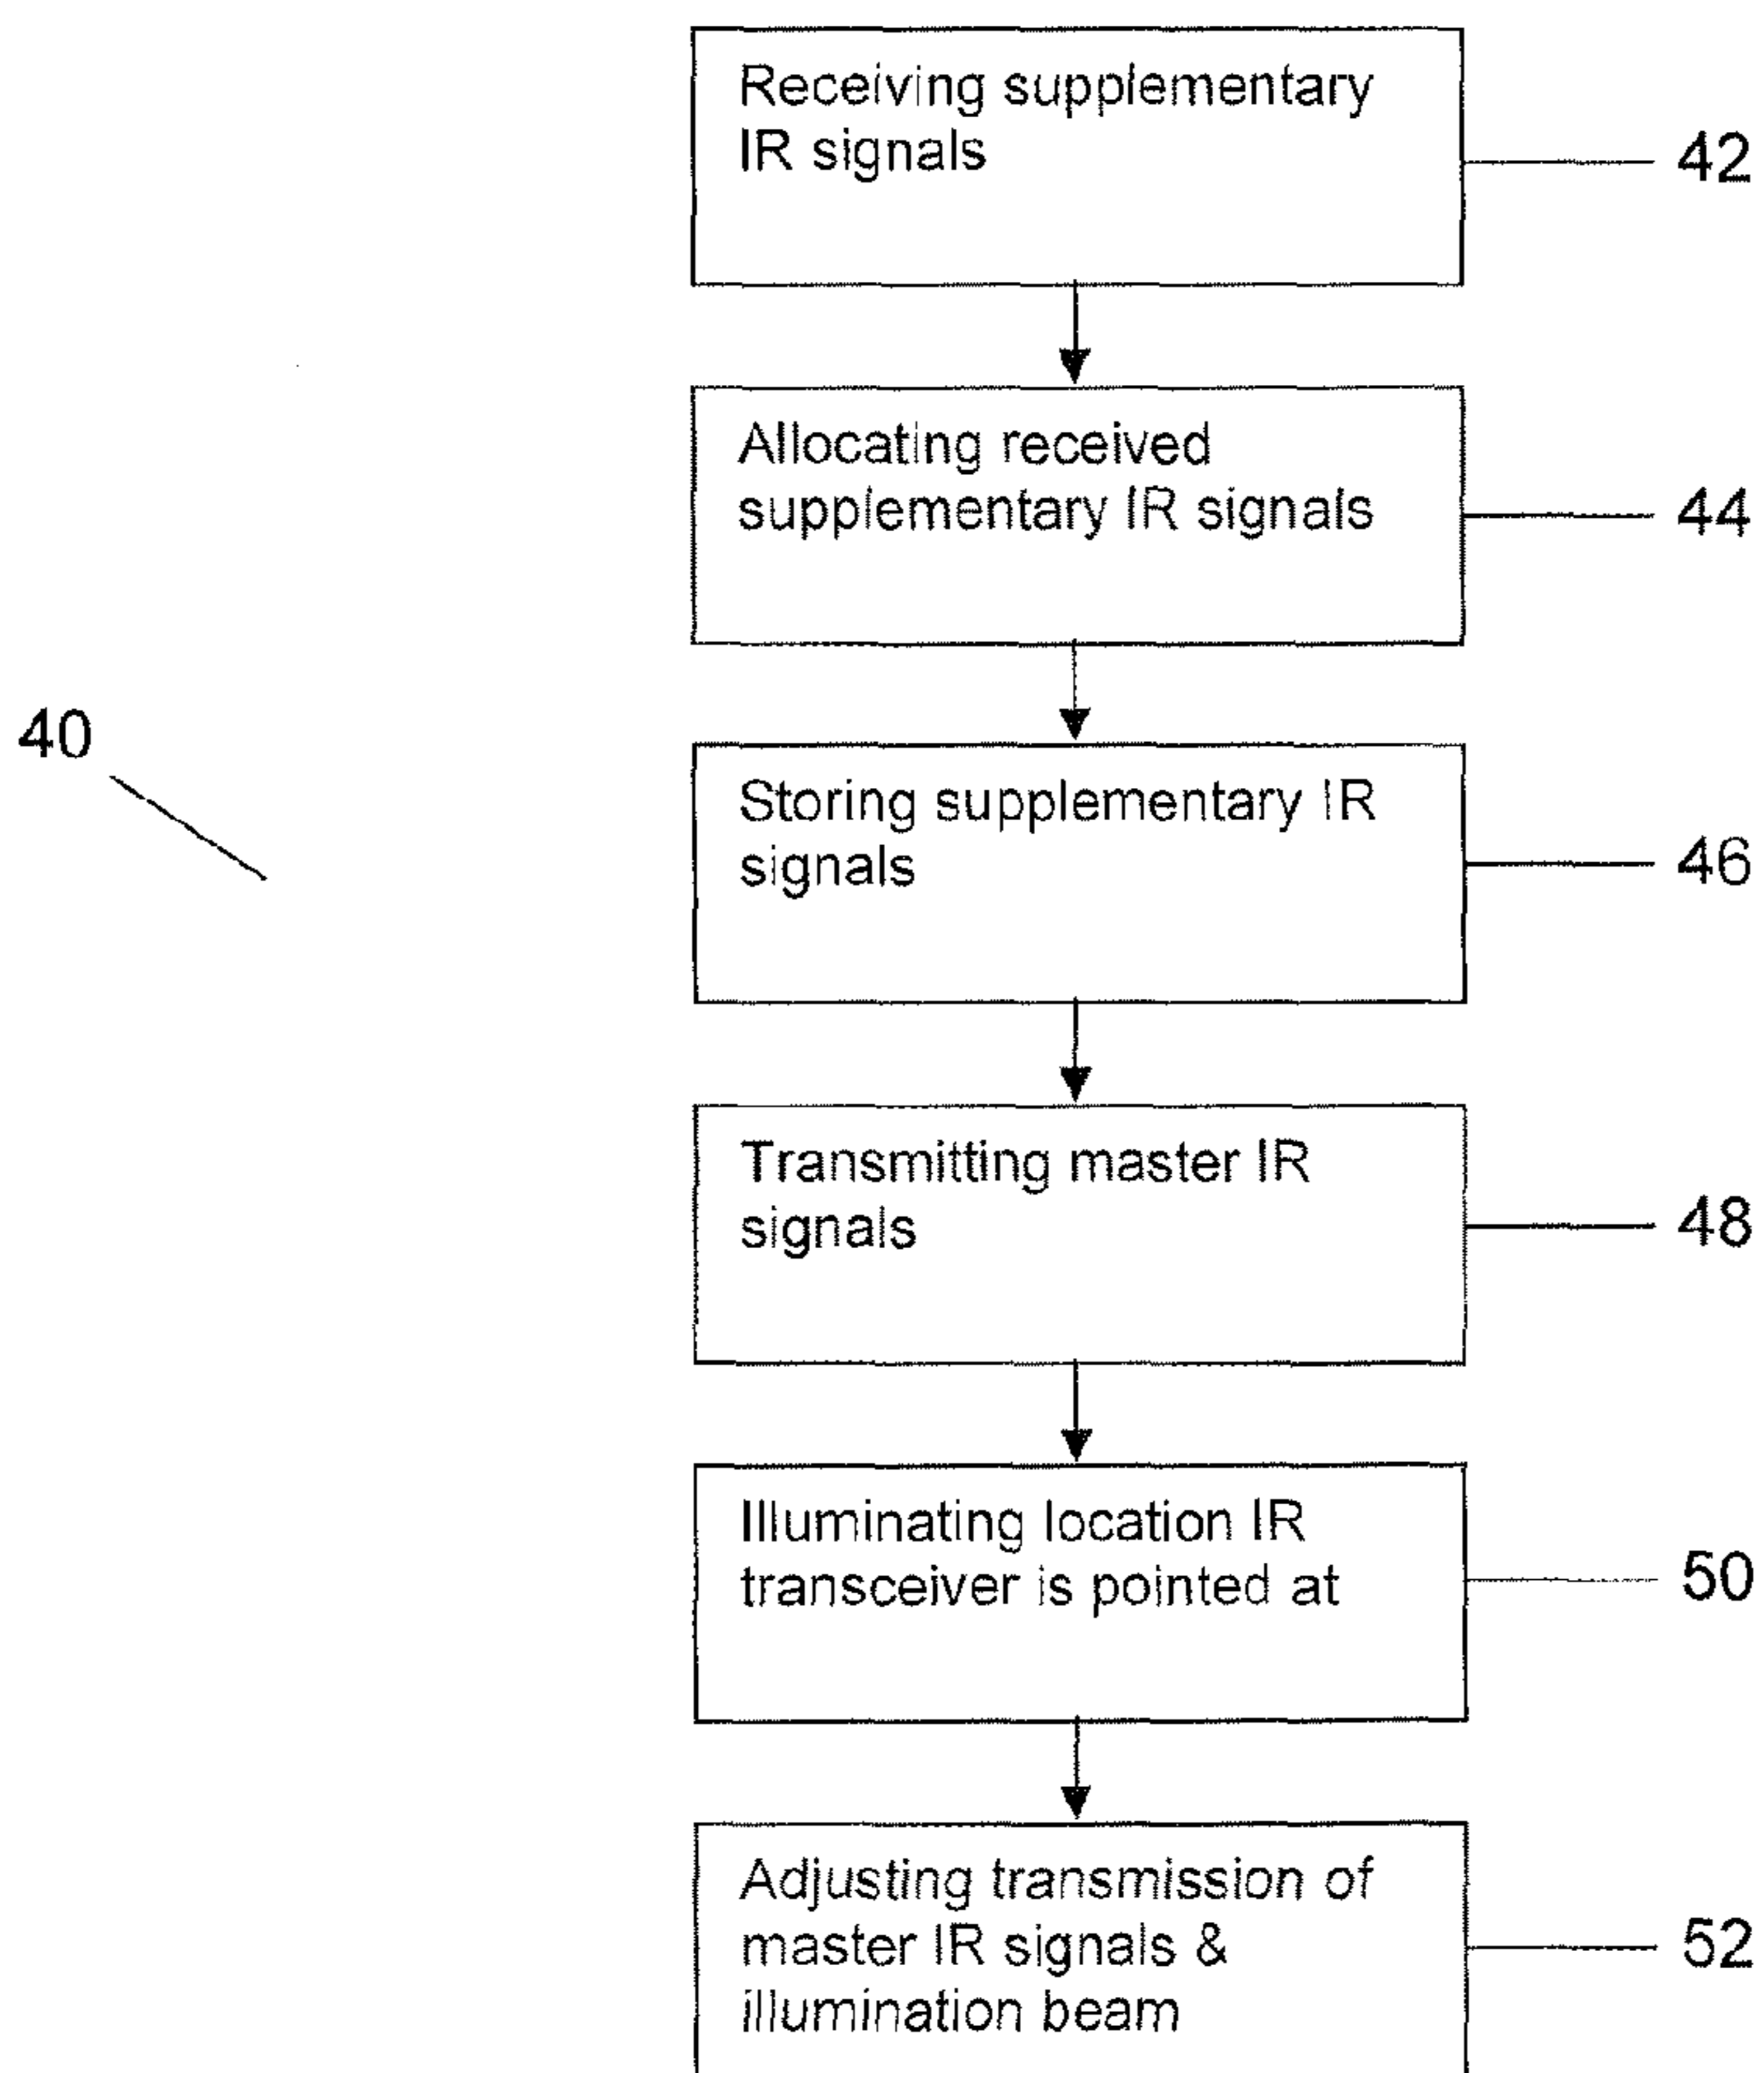 Receiving supplementary
IR signals
42
Allocating received
supplementary IR signals
44
40
Storing supplementary IR
signals
46
Transmitting master IR
signals
48
Illuminating location IR
transceiver is pointed at
50
Adjusting transmission of
master IR signals &
illumination beam
52